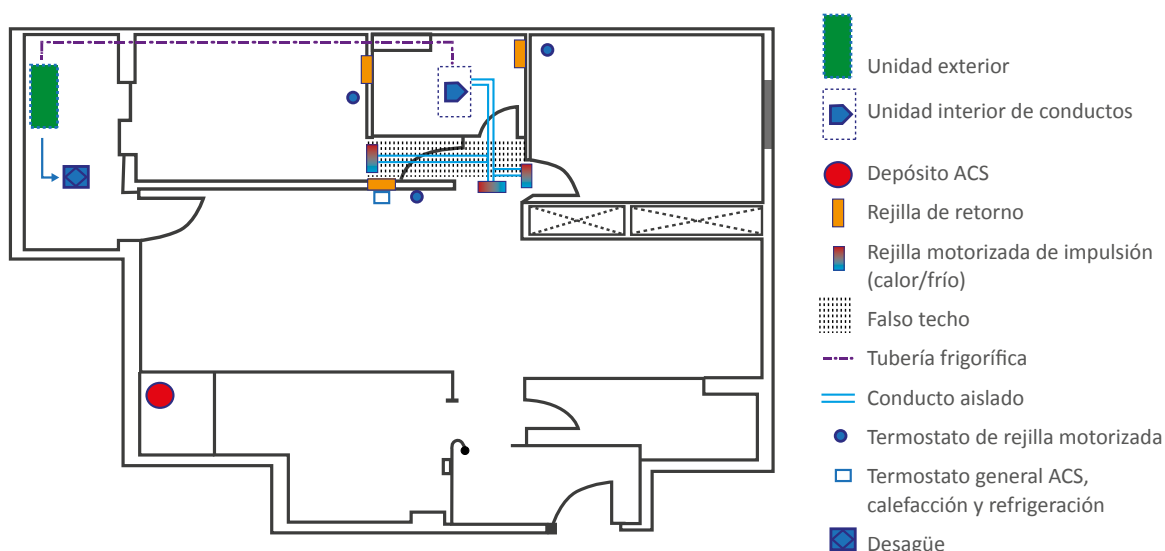 Unidad exterior
Unidad interior de conductos
Depósito ACS
Rejilla de retorno
Rejilla motorizada de impulsión
(calor/frío)
Falso techo
Tubería frigorífica
Conducto aislado
Termostato de rejilla motorizada
Termostato general ACS,
calefacción y refrigeración
Desagüe